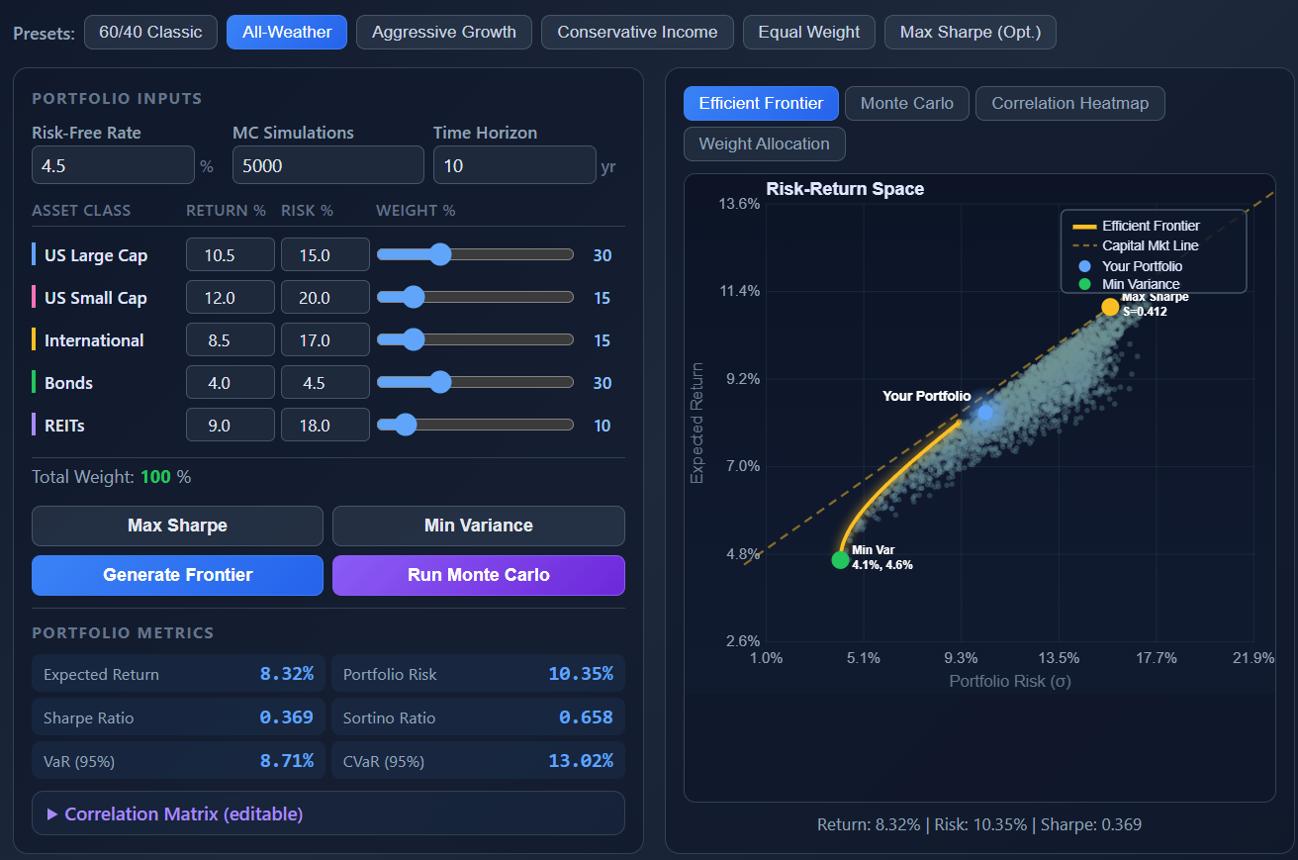 Presets: 60/40 Classic All-Weather Aggressive Growth Conservative Income Equal Weight Max Sharpe (Opt.)
PORTFOLIO INPUTS
Risk-Free Rate MC Simulations Time Horizon
4.5 % 5000 10 yr
ASSET CLASS RETURN % RISK % WEIGHT %
US Large Cap 10.5 15.0 30
US Small Cap 12.0 20.0 15
International 8.5 17.0 15
Bonds 4.0 4.5 30
REITs 9.0 18.0 10
Total Weight: 100 %
Max Sharpe Min Variance
Generate Frontier Run Monte Carlo
PORTFOLIO METRICS
Expected Return 8.32% Portfolio Risk 10.35%
Sharpe Ratio 0.369 Sortino Ratio 0.658
VaR (95%) 8.71% CVaR (95%) 13.02%
▶ Correlation Matrix (editable)
Efficient Frontier Monte Carlo Correlation Heatmap
Weight Allocation
Risk-Return Space
13.6%
Efficient Frontier
Capital Mkt Line
Your Portfolio
Min Variance
11.4%
Max Sharpe
S=0.412
9.2%
Your Portfolio
Expected Return
7.0%
4.8%
Min Var
4.1%, 4.6%
2.6%
1.0% 5.1% 9.3% 13.5% 17.7% 21.9%
Portfolio Risk (σ)
Return: 8.32% | Risk: 10.35% | Sharpe: 0.369